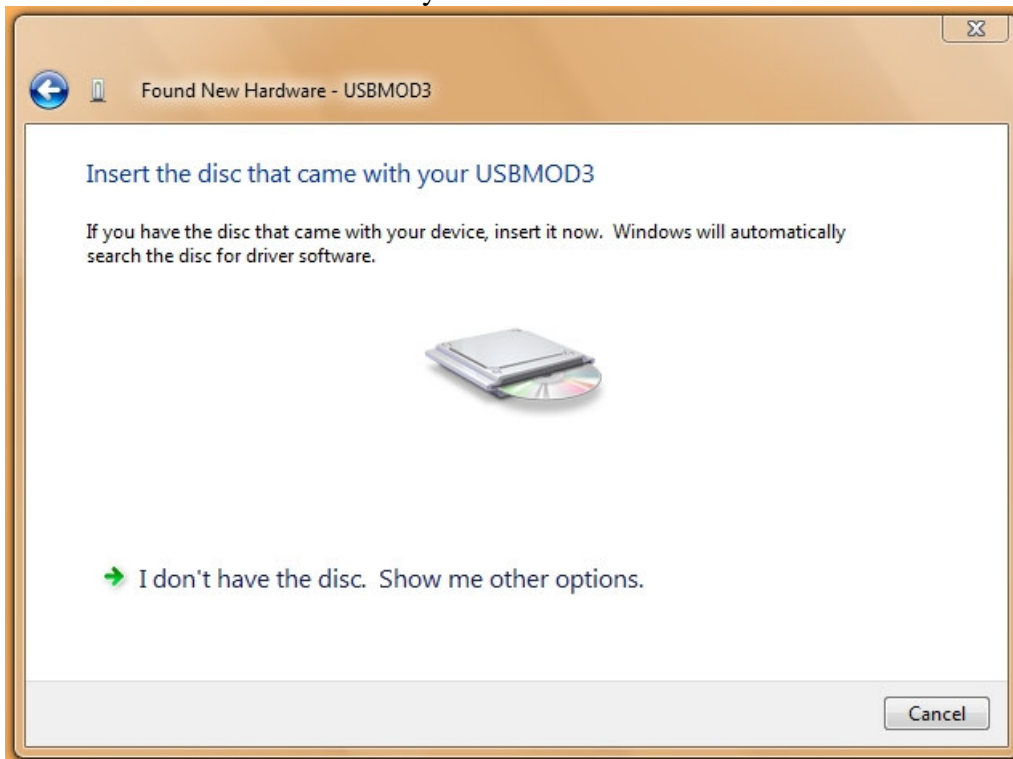 Found New Hardware - USBMOD3
Insert the disc that came with your USBMOD3
If you have the disc that came with your device, insert it now.  Windows will automatically
search the disc for driver software.
I don't have the disc.  Show me other options.
Cancel